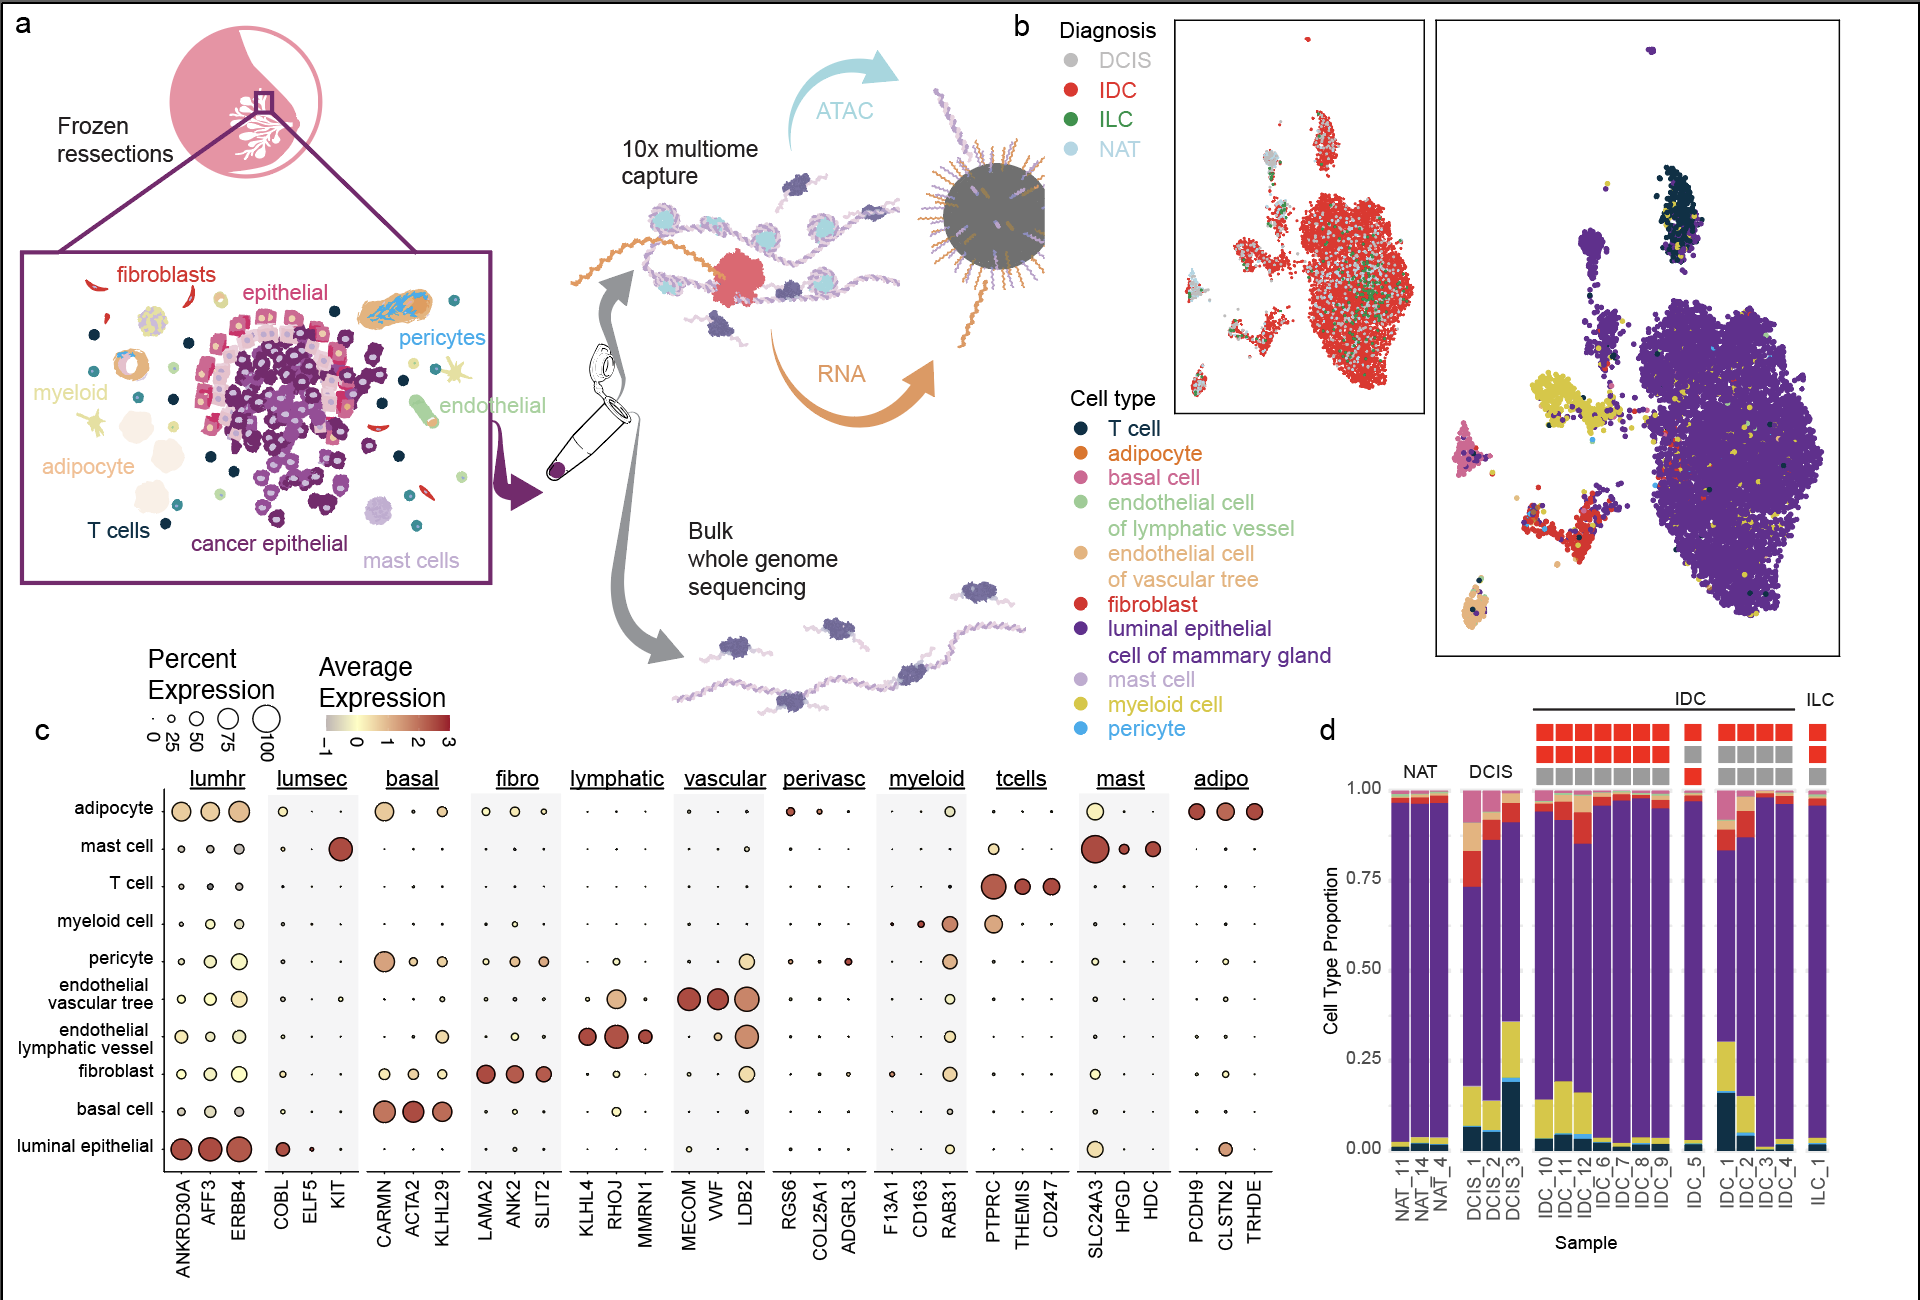 a
Frozen
ressections
fibroblasts
epithelial
pericytes
myeloid
endothelial
adipocyte
T cells
cancer epithelial
mast cells
10x multiome
capture
ATAC
RNA
Bulk
whole genome
sequencing
b
Diagnosis
DCIS
IDC
ILC
NAT
Cell type
T cell
adipocyte
basal cell
endothelial cell
of lymphatic vessel
endothelial cell
of vascular tree
fibroblast
luminal epithelial
cell of mammary gland
mast cell
myeloid cell
pericyte
c
Percent
Expression
0
25
50
75
100
Average
Expression
-1
0
1
2
3
lumhr lumsec basal fibro lymphatic vascular perivasc myeloid tcells mast adipo
adipocyte
mast cell
T cell
myeloid cell
pericyte
endothelial
vascular tree
endothelial
lymphatic vessel
fibroblast
basal cell
luminal epithelial
ANKRD30A
AFF3
ERBB4
COBL
ELF5
KIT
CARMN
ACTA2
KLHL29
LAMA2
ANK2
SLIT2
KLHL4
RHOJ
MMRN1
MECOM
VWF
LDB2
RGS6
COL25A1
ADGRL3
F13A1
CD163
RAB31
PTPRC
THEMIS
CD247
SLC24A3
HPGD
HDC
PCDH9
CLSTN2
TRHDE
d
IDC ILC
NAT DCIS
Cell Type Proportion
1.00
0.75
0.50
0.25
0.00
NAT_11
NAT_14
NAT_4
DCIS_1
DCIS_2
DCIS_3
IDC_10
IDC_11
IDC_12
IDC_6
IDC_7
IDC_8
IDC_9
IDC_5
IDC_1
IDC_2
IDC_3
IDC_4
ILC_1
Sample